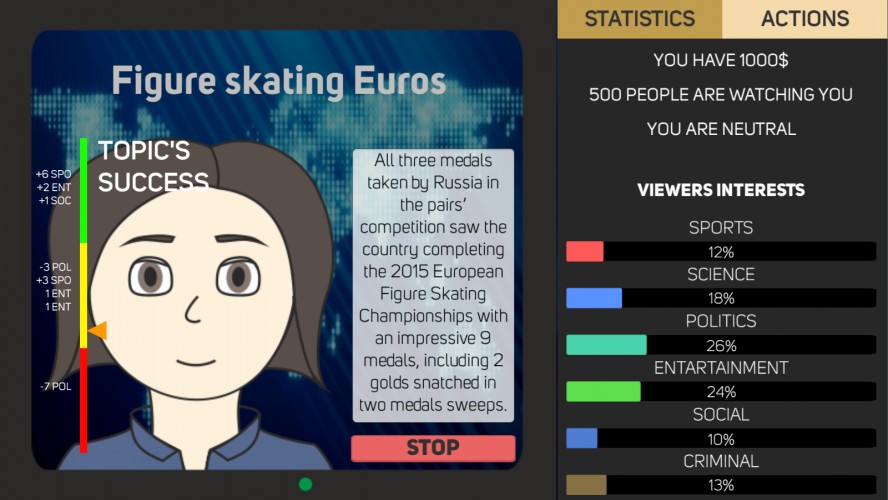 Figure skating Euros
TOPIC'S
SUCCESS
+6 SPO
+2 ENT
+1 SOC
-3 POL
+3 SPO
1 ENT
1 ENT
-7 POL
All three medals
taken by Russia in
the pairs'
competition saw the
country completing
the 2015 European
Figure Skating
Championships with
an impressive 9
medals, including 2
golds snatched in
two medals sweeps.
STOP
STATISTICS
ACTIONS
YOU HAVE 1000$
500 PEOPLE ARE WATCHING YOU
YOU ARE NEUTRAL
VIEWERS INTERESTS
SPORTS
12%
SCIENCE
18%
POLITICS
26%
ENTARTAINMENT
24%
SOCIAL
10%
CRIMINAL
13%